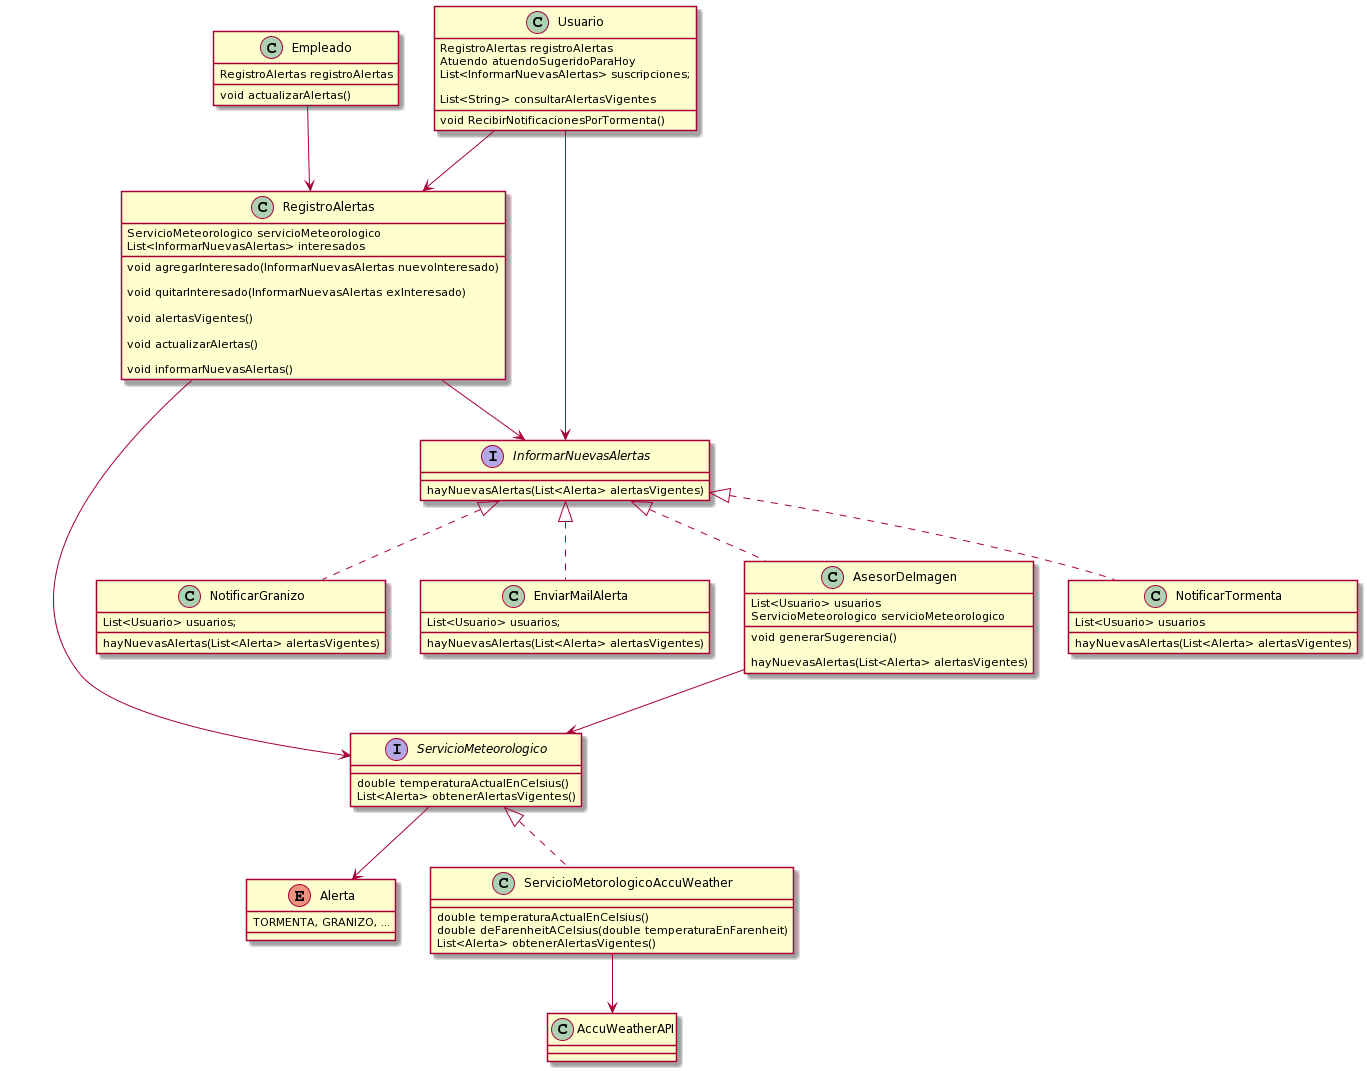 C Empleado
RegistroAlertas registroAlertas
void actualizarAlertas()
C Usuario
RegistroAlertas registroAlertas
Atuendo atuendoSugeridoParaHoy
List<InformarNuevasAlertas> suscripciones;
List<String> consultarAlertasVigentes
void RecibirNotificacionesPorTormenta()
C RegistroAlertas
ServicioMeteorologico servicioMeteorologico
List<InformarNuevasAlertas> interesados
void agregarInteresado(InformarNuevasAlertas nuevoInteresado)
void quitarInteresado(InformarNuevasAlertas exInteresado)
void alertasVigentes()
void actualizarAlertas()
void informarNuevasAlertas()
I InformarNuevasAlertas
hayNuevasAlertas(List<Alerta> alertasVigentes)
C NotificarGranizo
List<Usuario> usuarios;
hayNuevasAlertas(List<Alerta> alertasVigentes)
C EnviarMailAlerta
List<Usuario> usuarios;
hayNuevasAlertas(List<Alerta> alertasVigentes)
C AsesorDeImagen
List<Usuario> usuarios
ServicioMeteorologico servicioMeteorologico
void generarSugerencia()
hayNuevasAlertas(List<Alerta> alertasVigentes)
C NotificarTormenta
List<Usuario> usuarios
hayNuevasAlertas(List<Alerta> alertasVigentes)
I ServicioMeteorologico
double temperaturaActualEnCelsius()
List<Alerta> obtenerAlertasVigentes()
E Alerta
TORMENTA, GRANIZO, ...
C ServicioMetorologicoAccuWeather
double temperaturaActualEnCelsius()
double deFarenheitACelsius(double temperaturaEnFarenheit)
List<Alerta> obtenerAlertasVigentes()
C AccuWeatherAPI